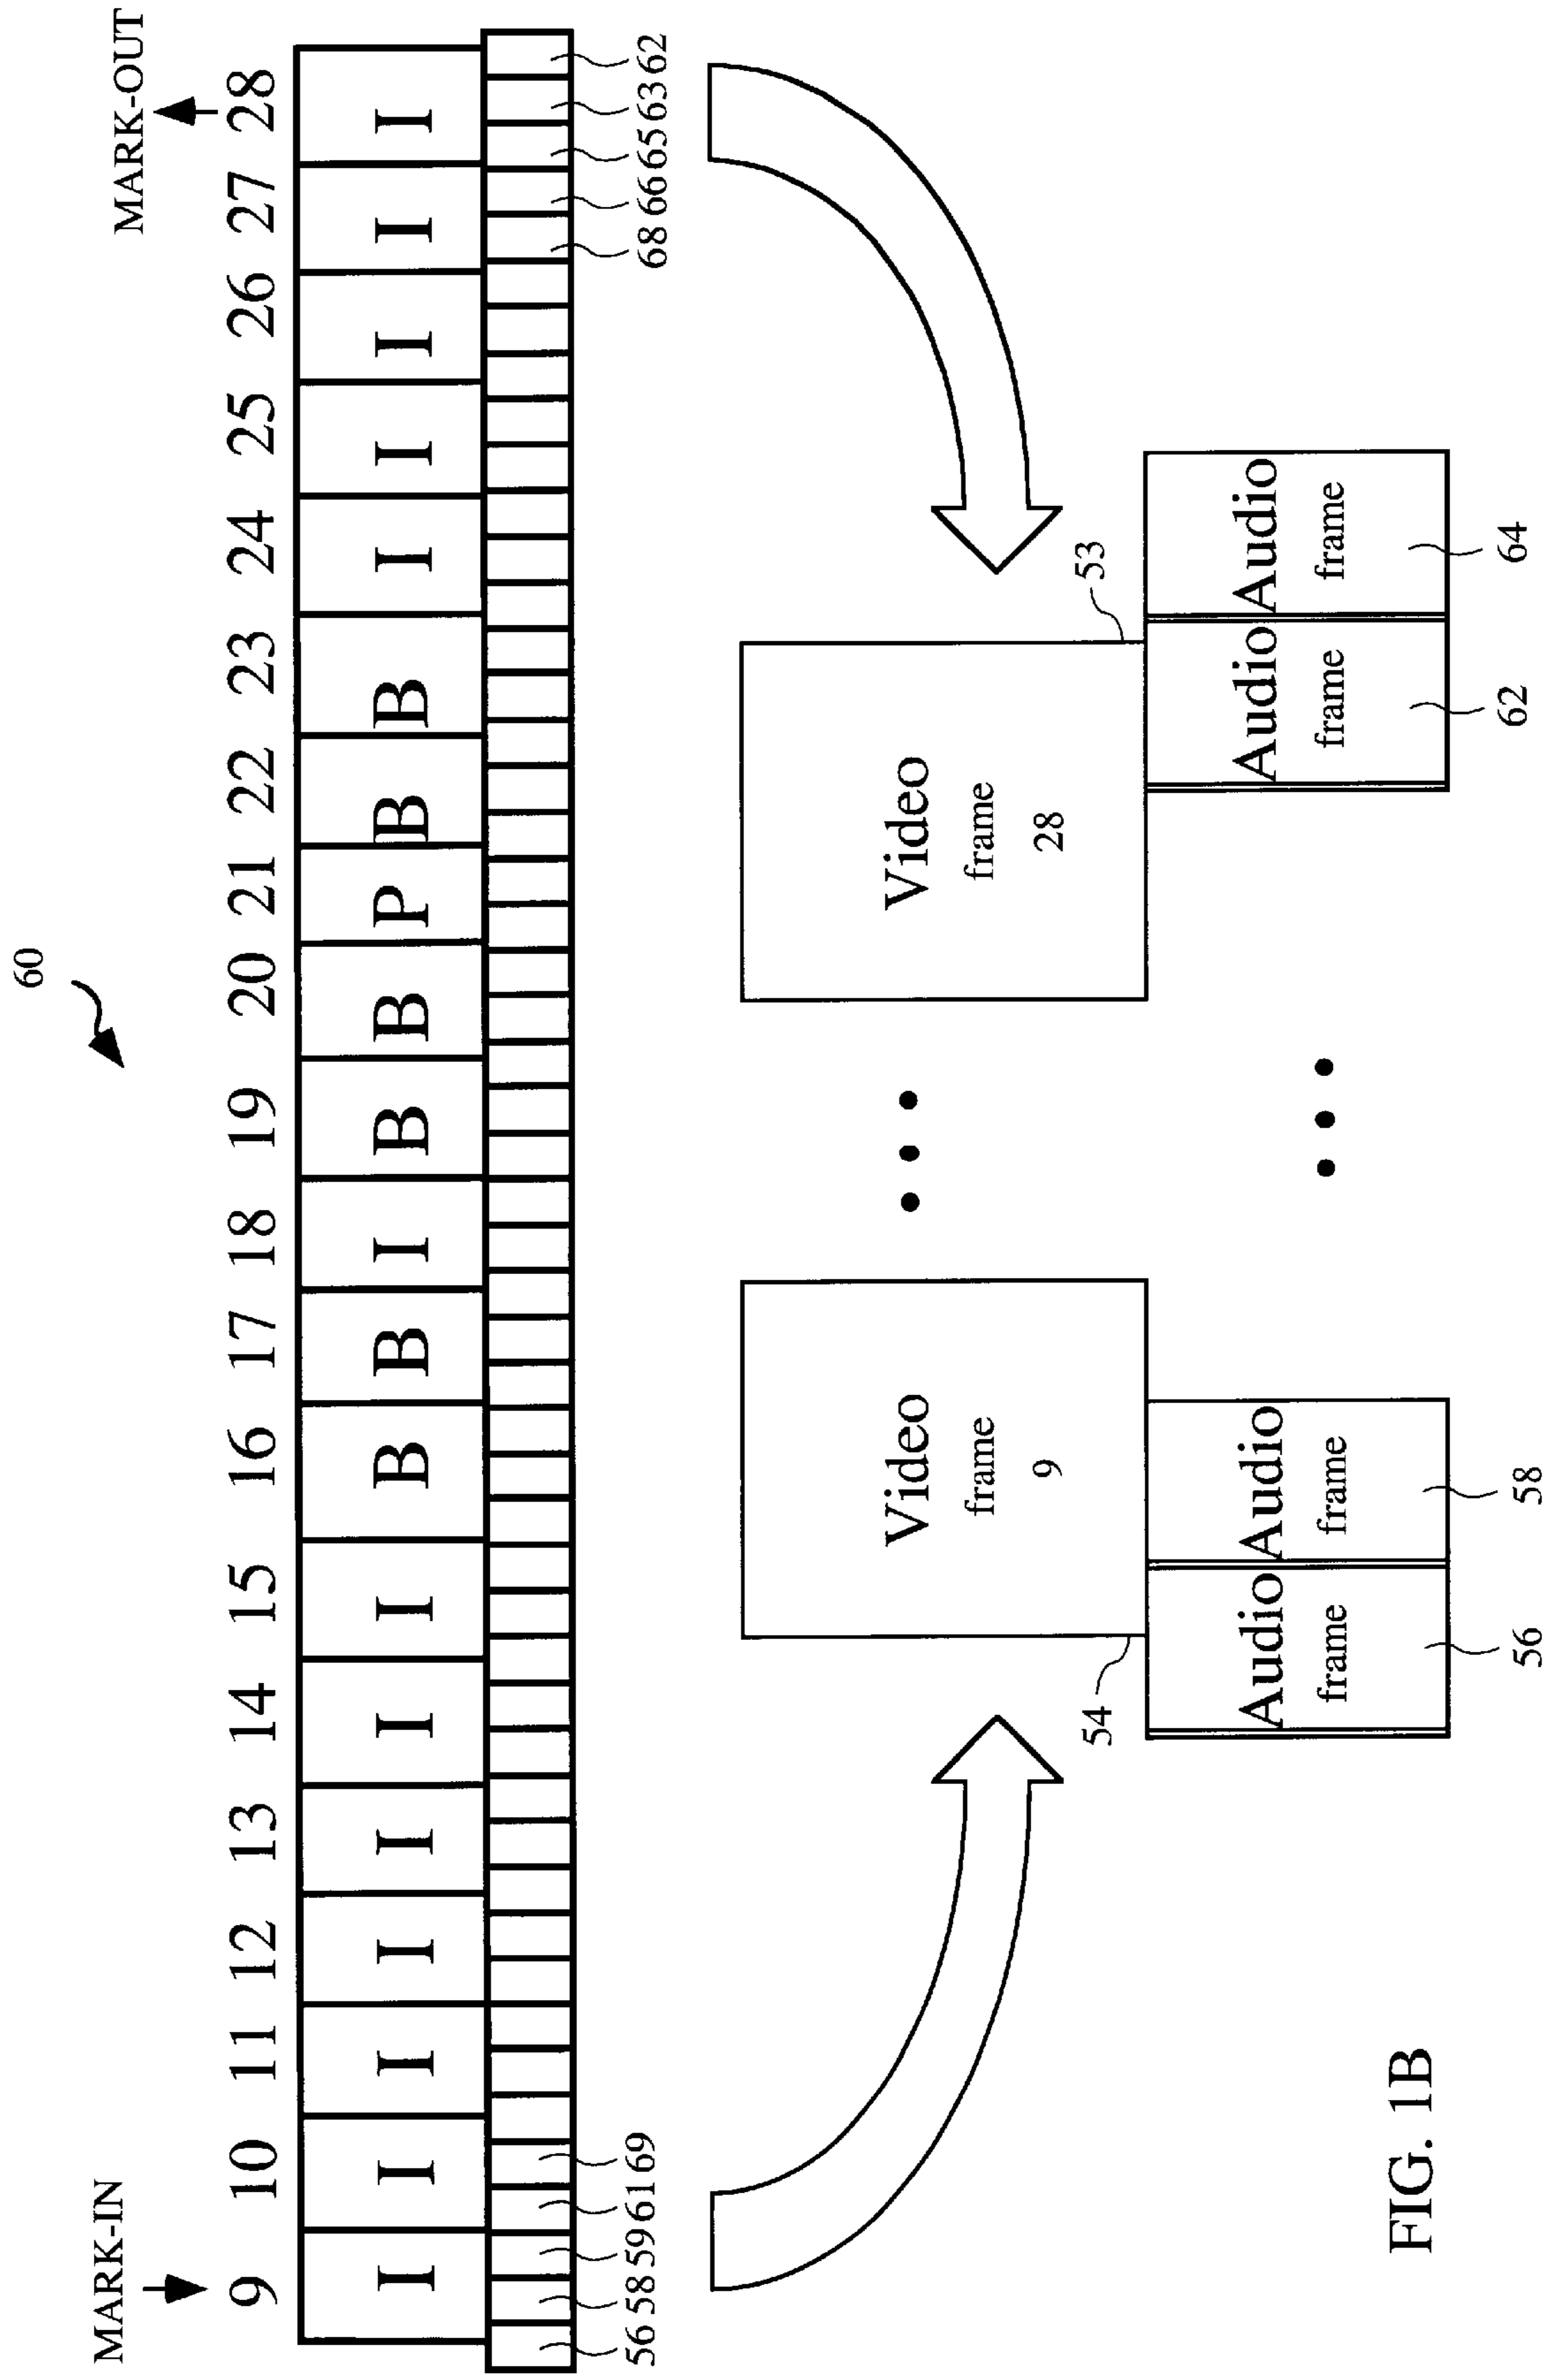 60
MARK-IN
MARK-OUT
9 10 11 12 13 14 15 16 17 18 19 20 21 22 23 24 25 26 27 28
I I I I I I I B B I B B P B B I I I I I
56 58 59 61 69
68 66 65 63 62
54
Video
frame
9
Audio
frame
Audio
frame
56
58
53
Video
frame
28
Audio
frame
Audio
frame
62
64
FIG. 1B